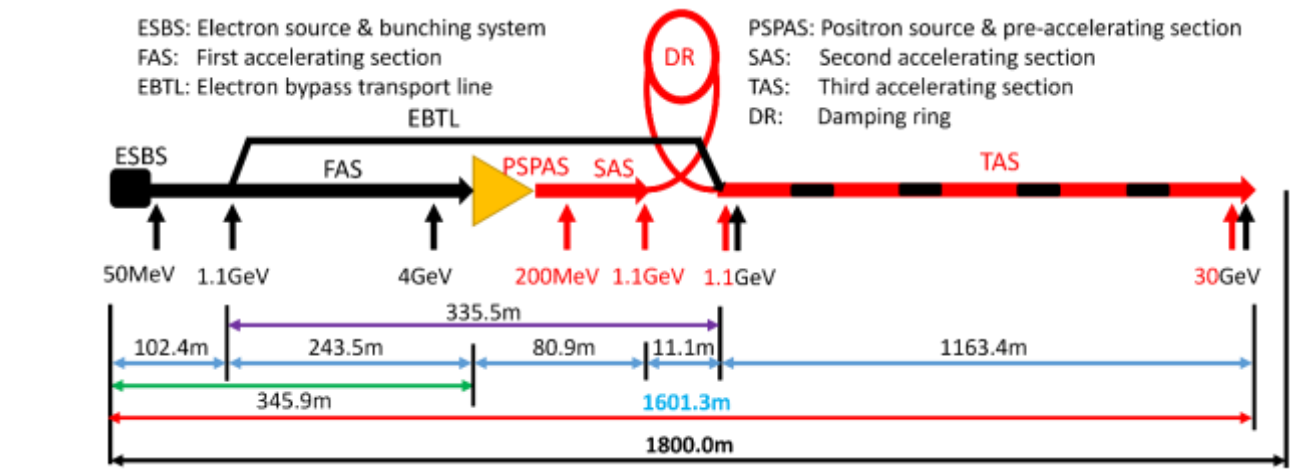 ESBS: Electron source & bunching system
FAS: First accelerating section
EBTL: Electron bypass transport line
DR
PSPAS: Positron source & pre-accelerating section
SAS: Second accelerating section
TAS: Third accelerating section
DR: Damping ring
EBTL
ESBS
FAS
PSPAS
SAS
TAS
50MeV
1.1GeV
4GeV
200MeV
1.1GeV
1.1GeV
30GeV
335.5m
102.4m
243.5m
80.9m
11.1m
1163.4m
345.9m
1601.3m
1800.0m